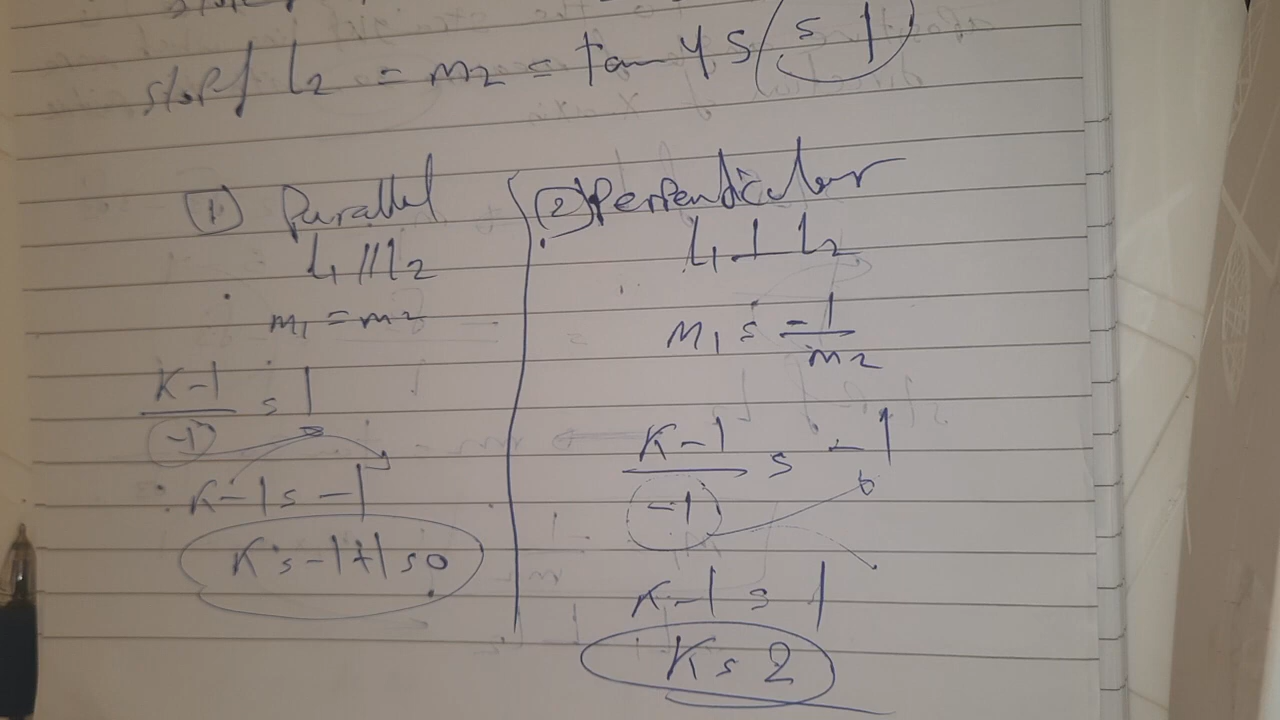 slope of L2 = m2 = tan 45 = 1
① Parallel
L1 // L2
m1 = m2
K-1/-1 = 1
K-1 = -1
K = -1+1 = 0
② Perpendicular
L1 ⊥ L2
m1 = -1/m2
K-1/-1 = -1
K-1 = 1
K = 2